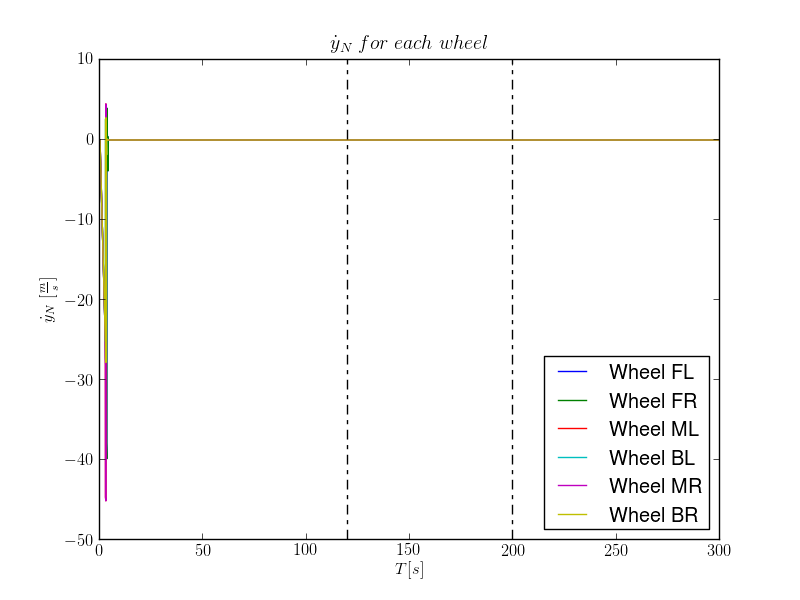 ẏ_N for each wheel
10
0
−10
−20
−30
−40
−50
ẏ_N [m/s]
0
50
100
150
200
250
300
T[s]
Wheel FL
Wheel FR
Wheel ML
Wheel BL
Wheel MR
Wheel BR